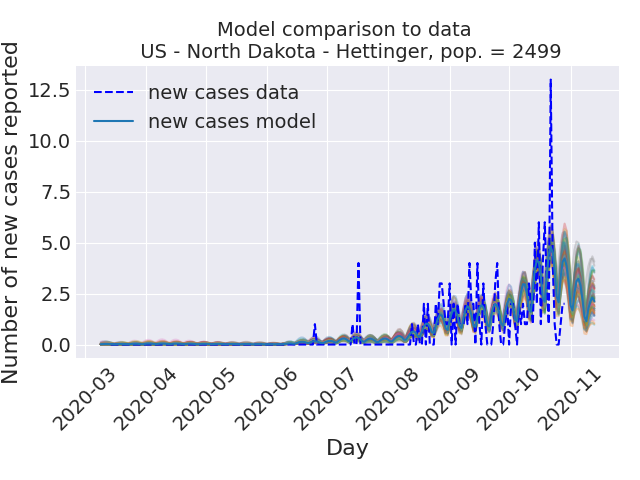 Model comparison to data
US - North Dakota - Hettinger, pop. = 2499
Number of new cases reported
12.5
10.0
7.5
5.0
2.5
0.0
new cases data
new cases model
2020-03
2020-04
2020-05
2020-06
2020-07
2020-08
2020-09
2020-10
2020-11
Day